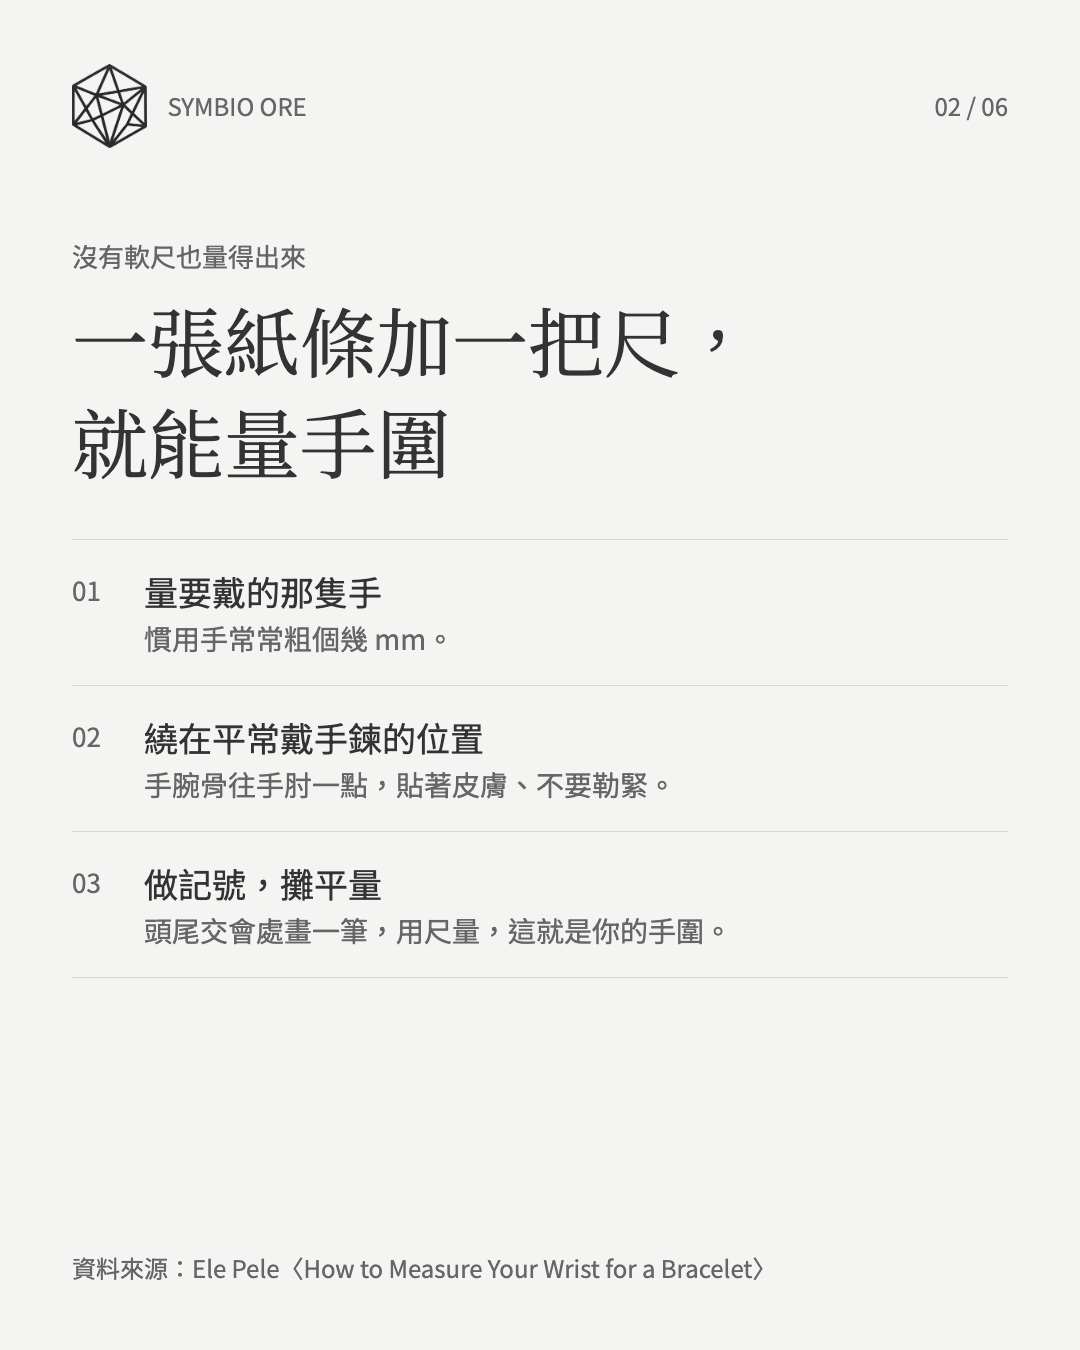 SYMBIO ORE
02 / 06
沒有軟尺也量得出來
一張紙條加一把尺，
就能量手圍
01 量要戴的那隻手
慣用手常常粗個幾 mm。
02 繞在平常戴手鍊的位置
手腕骨往手肘一點，貼著皮膚、不要勒緊。
03 做記號，攤平量
頭尾交會處畫一筆，用尺量，這就是你的手圍。
資料來源：Ele Pele〈How to Measure Your Wrist for a Bracelet〉